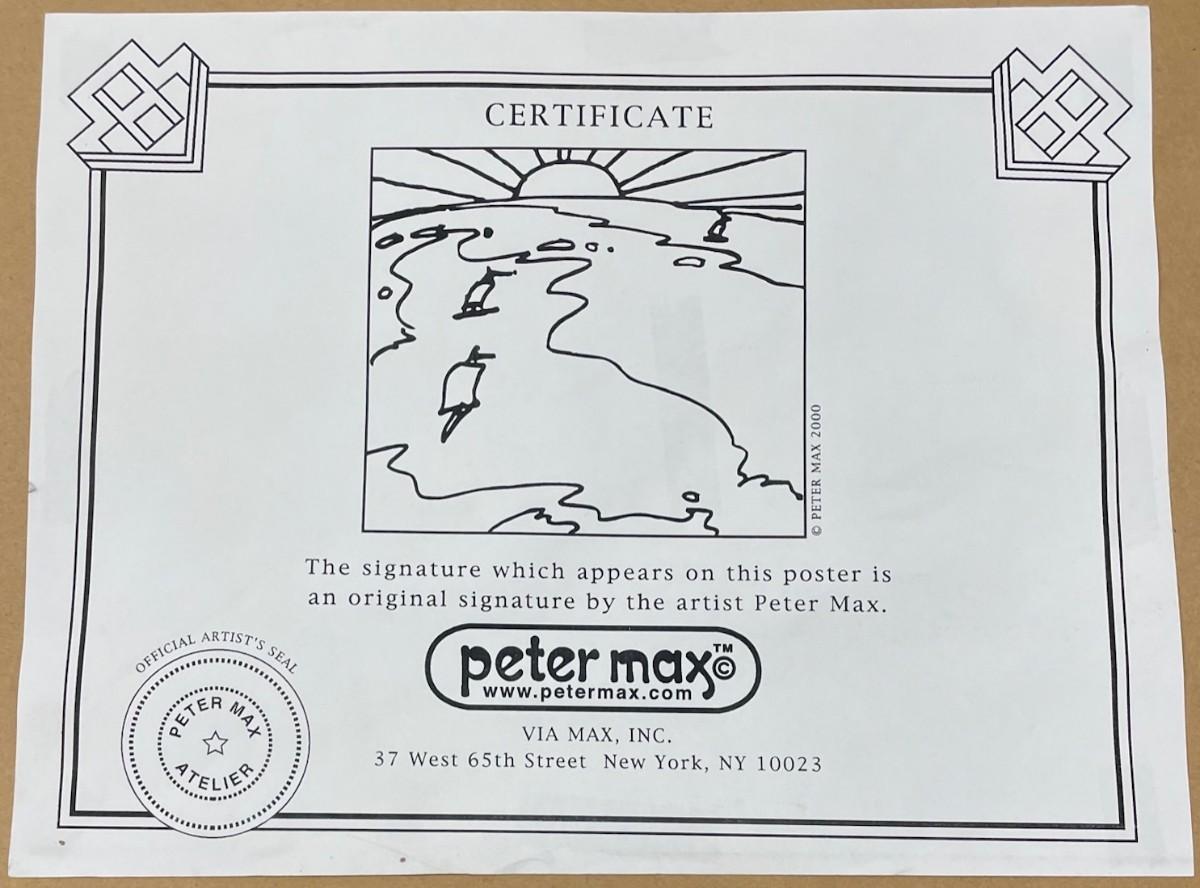 CERTIFICATE
© PETER MAX 2000
The signature which appears on this poster is
an original signature by the artist Peter Max.
peter max™©
www.petermax.com
VIA MAX, INC.
37 West 65th Street New York, NY 10023
OFFICIAL ARTIST'S SEAL
PETER MAX
ATELIER